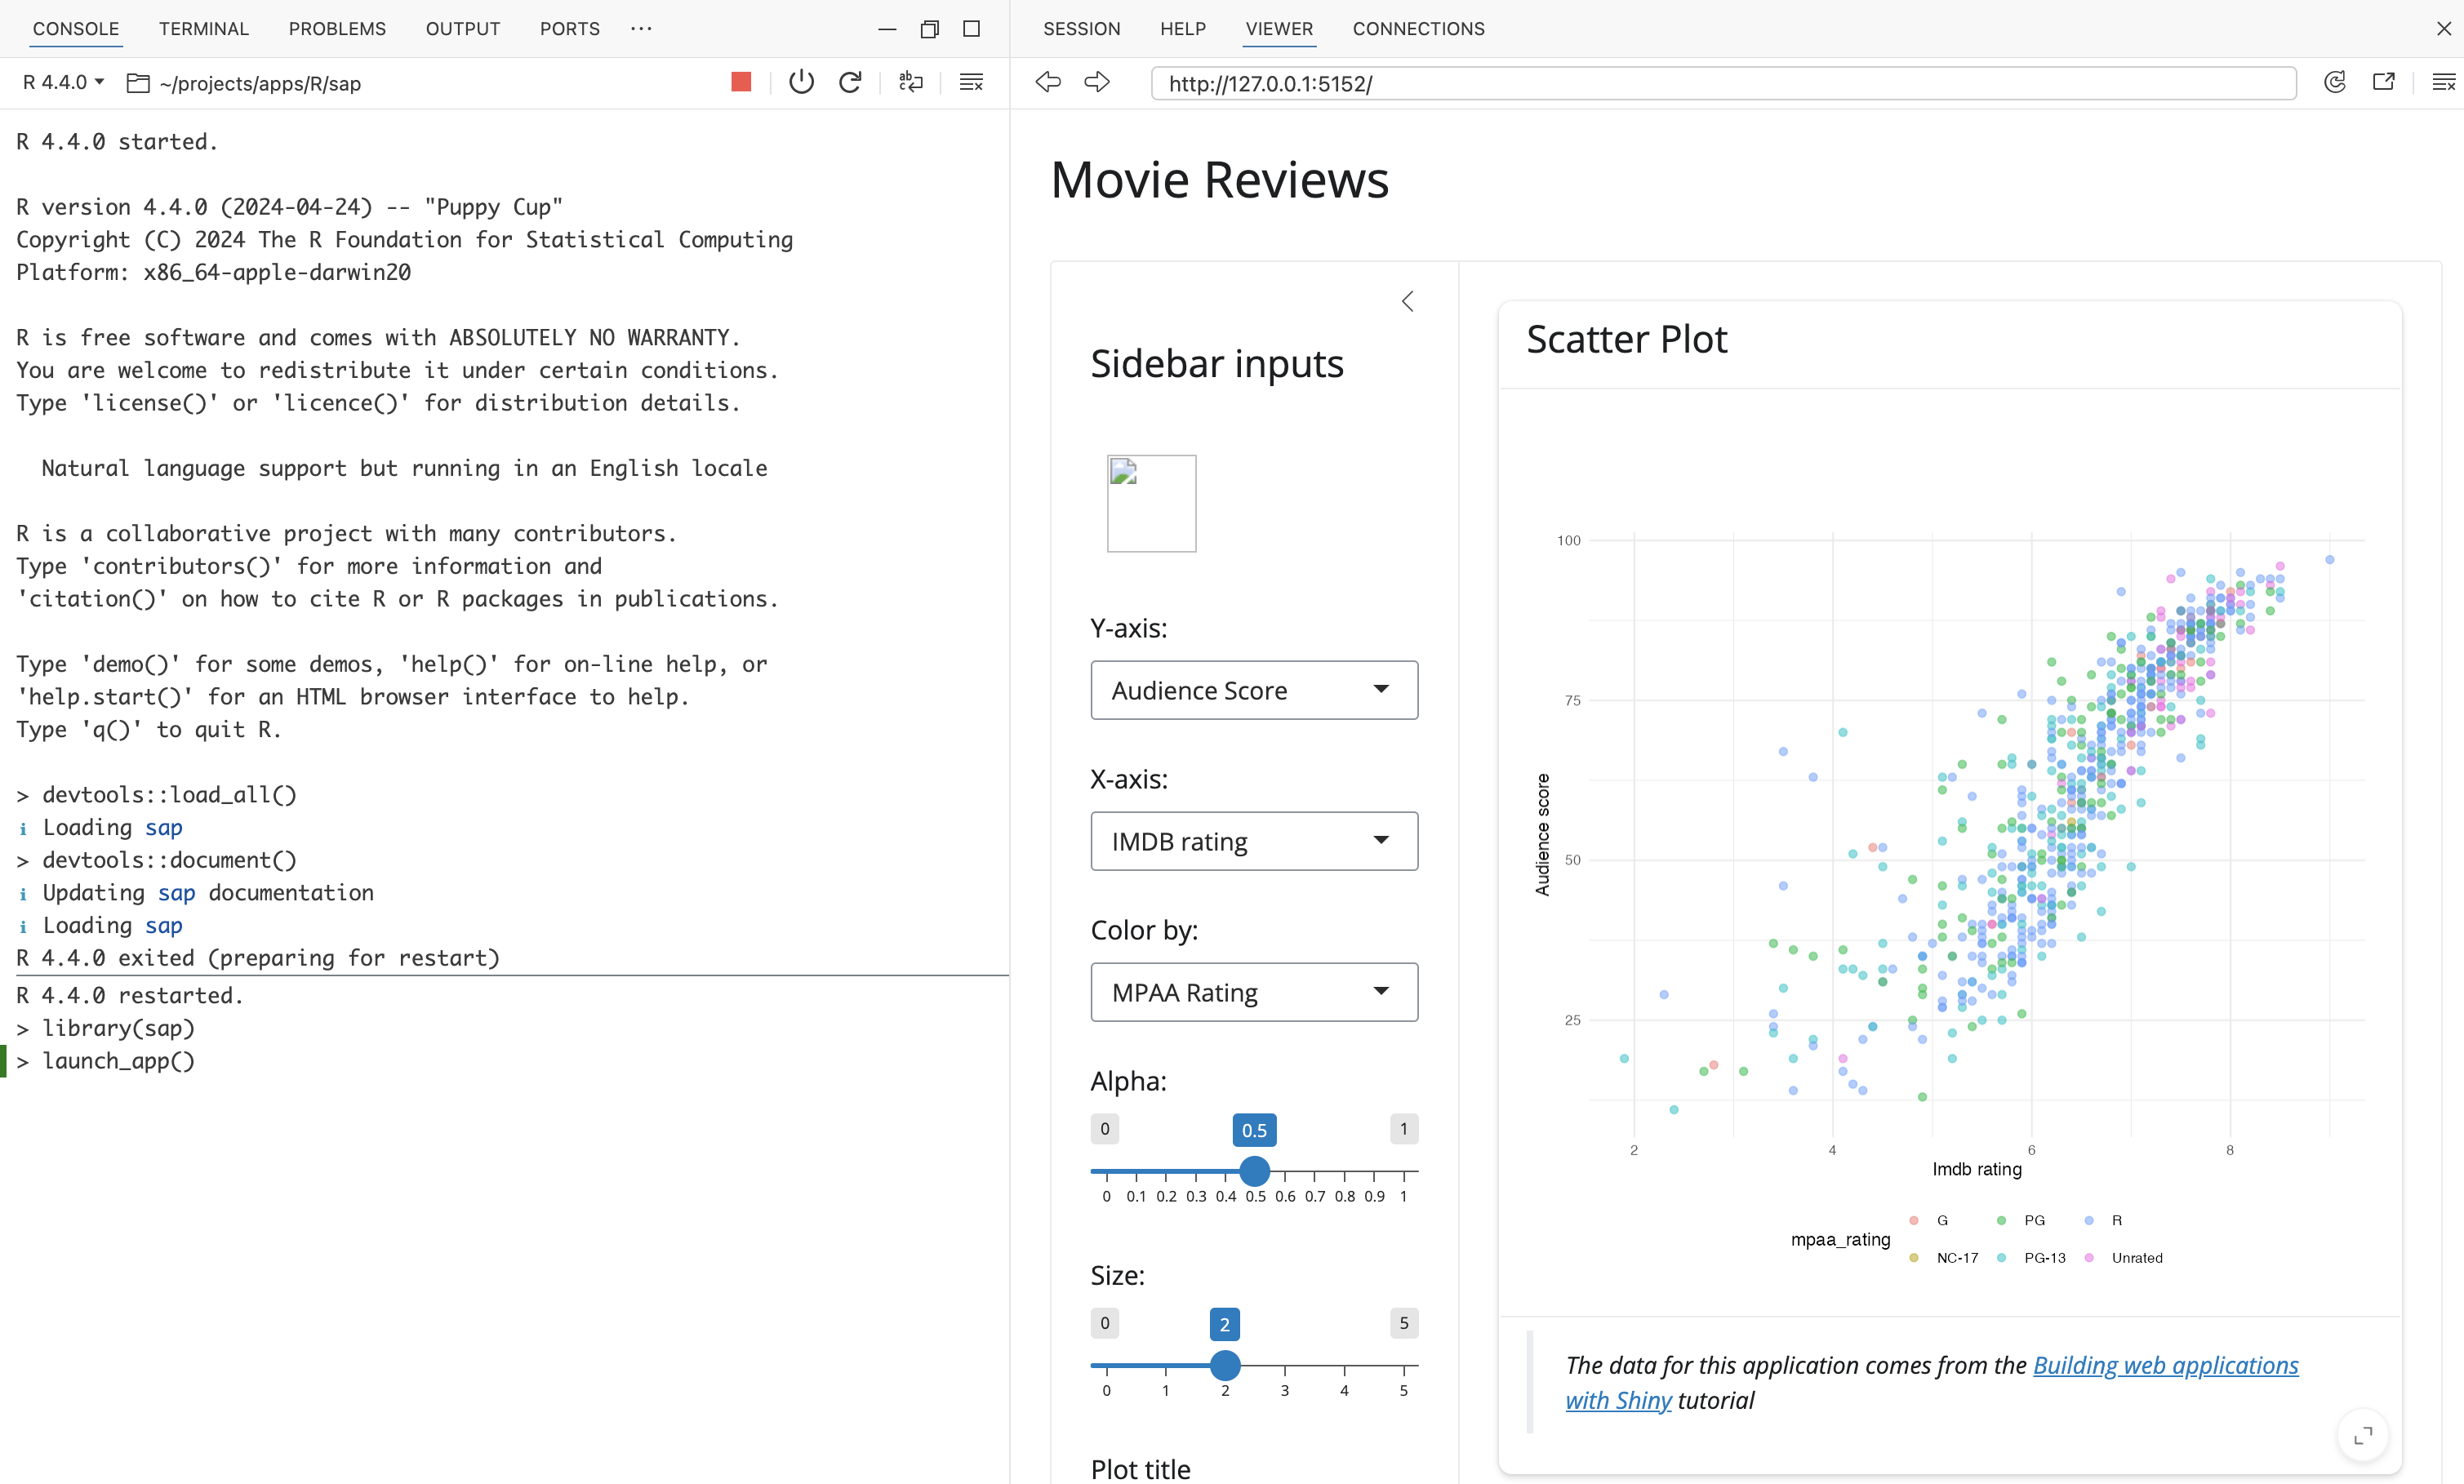 CONSOLE TERMINAL PROBLEMS OUTPUT PORTS ···
R 4.4.0 ~/projects/apps/R/sap
R 4.4.0 started.
R version 4.4.0 (2024-04-24) -- "Puppy Cup"
Copyright (C) 2024 The R Foundation for Statistical Computing
Platform: x86_64-apple-darwin20
R is free software and comes with ABSOLUTELY NO WARRANTY.
You are welcome to redistribute it under certain conditions.
Type 'license()' or 'licence()' for distribution details.
Natural language support but running in an English locale
R is a collaborative project with many contributors.
Type 'contributors()' for more information and
'citation()' on how to cite R or R packages in publications.
Type 'demo()' for some demos, 'help()' for on-line help, or
'help.start()' for an HTML browser interface to help.
Type 'q()' to quit R.
> devtools::load_all()
ℹ Loading sap
> devtools::document()
ℹ Updating sap documentation
ℹ Loading sap
R 4.4.0 exited (preparing for restart)
R 4.4.0 restarted.
> library(sap)
> launch_app()
SESSION HELP VIEWER CONNECTIONS
http://127.0.0.1:5152/
Movie Reviews
Sidebar inputs
Y-axis:
Audience Score
X-axis:
IMDB rating
Color by:
MPAA Rating
Alpha:
0 0.5 1
0 0.1 0.2 0.3 0.4 0.5 0.6 0.7 0.8 0.9 1
Size:
0 2 5
0 1 2 3 4 5
Plot title
Scatter Plot
100
75
50
25
Audience score
2 4 6 8
Imdb rating
mpaa_rating
G PG R
NC-17 PG-13 Unrated
The data for this application comes from the Building web applications
with Shiny tutorial